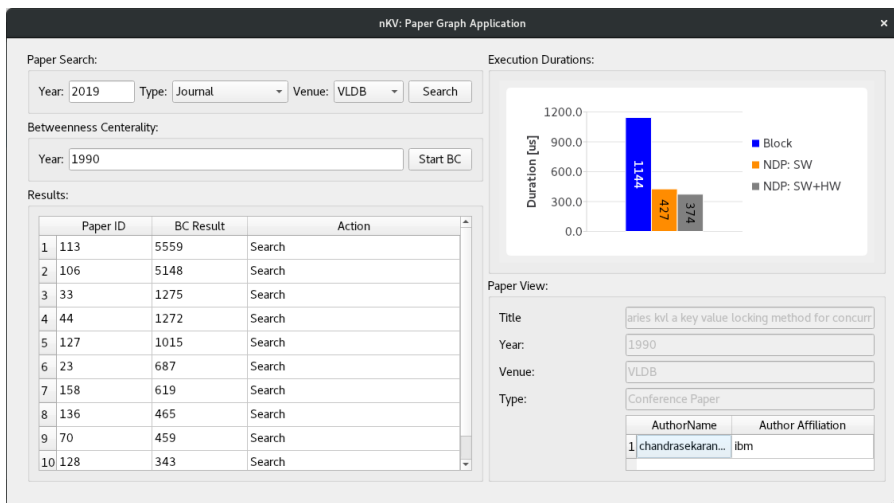 nKV: Paper Graph Application ×
Paper Search:
Year: 2019 Type: Journal Venue: VLDB Search
Betweenness Centerality:
Year: 1990 Start BC
Results:
Paper ID BC Result Action
1 113 5559 Search
2 106 5148 Search
3 33 1275 Search
4 44 1272 Search
5 127 1015 Search
6 23 687 Search
7 158 619 Search
8 136 465 Search
9 70 459 Search
10 128 343 Search
Execution Durations:
Duration [us]
1200.0
900.0
600.0
300.0
0.0
1144
427
374
Block
NDP: SW
NDP: SW+HW
Paper View:
Title aries kvl a key value locking method for concurr
Year: 1990
Venue: VLDB
Type: Conference Paper
AuthorName Author Affiliation
1 chandrasekaran... ibm